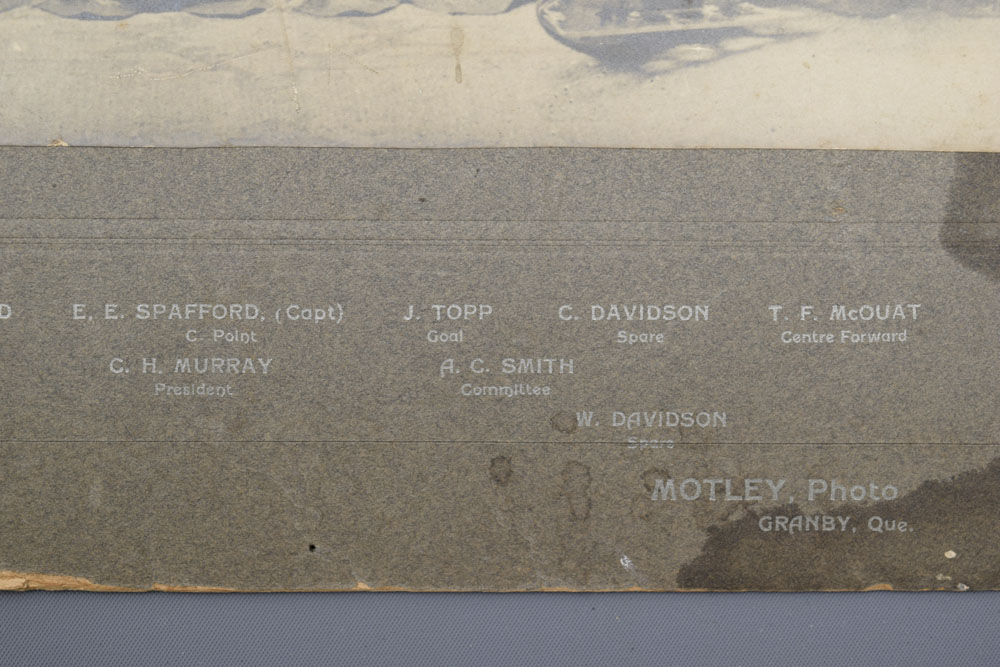 D E. E. SPAFFORD, (Capt) J. TOPP C. DAVIDSON T. F. McOUAT
C. Point Goal Spare Centre Forward
C. H. MURRAY A. C. SMITH
President Committee
W. DAVIDSON
Spare
MOTLEY, Photo
GRANBY, Que.